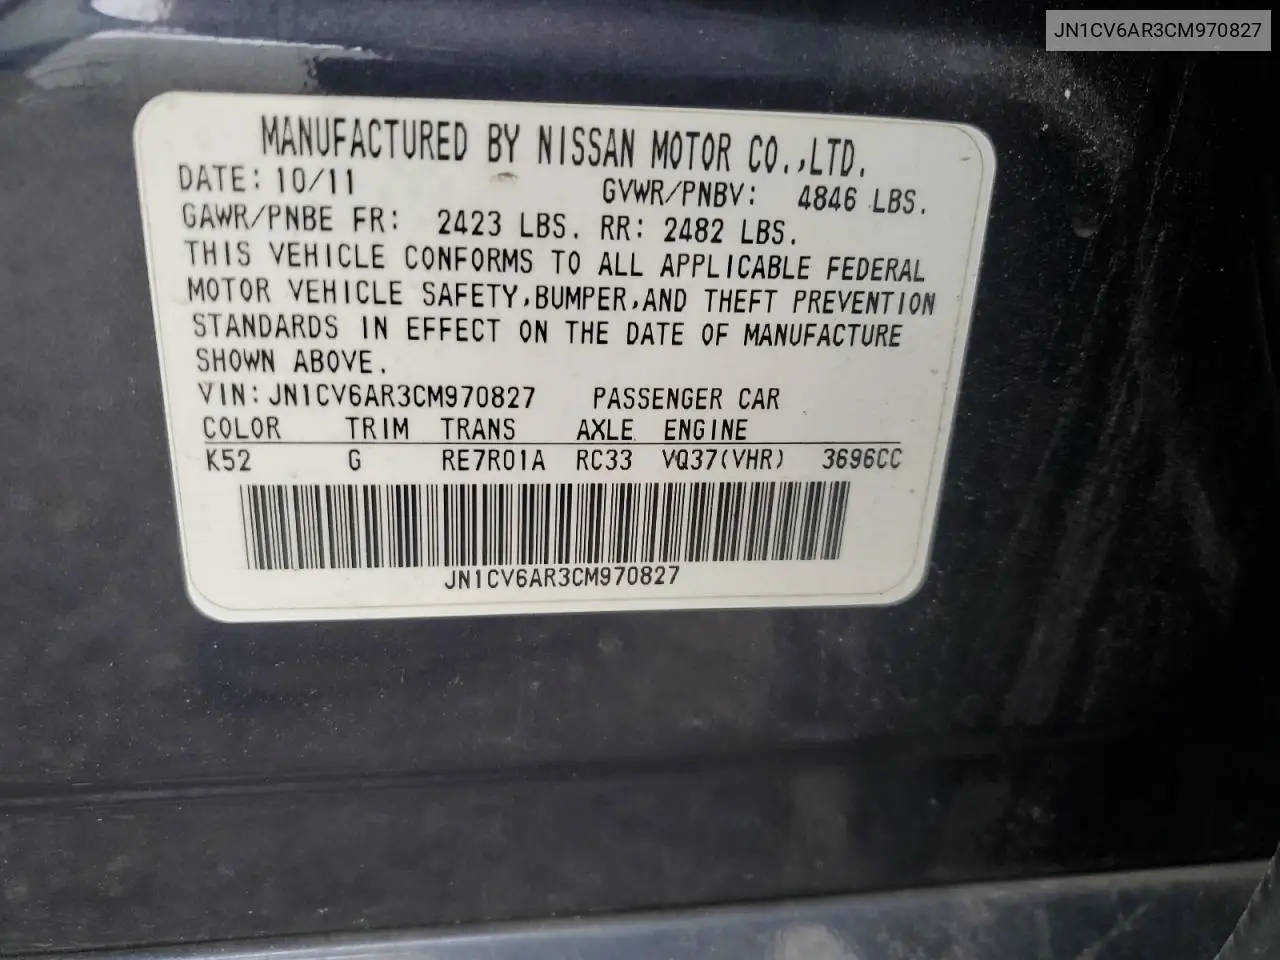 JN1CV6AR3CM970827
MANUFACTURED BY NISSAN MOTOR CO.,LTD.
DATE: 10/11 GVWR/PNBV: 4846 LBS.
GAWR/PNBE FR: 2423 LBS. RR: 2482 LBS.
THIS VEHICLE CONFORMS TO ALL APPLICABLE FEDERAL
MOTOR VEHICLE SAFETY,BUMPER,AND THEFT PREVENTION
STANDARDS IN EFFECT ON THE DATE OF MANUFACTURE
SHOWN ABOVE.
VIN: JN1CV6AR3CM970827 PASSENGER CAR
COLOR TRIM TRANS AXLE ENGINE
K52 G RE7R01A RC33 VQ37(VHR) 3696CC
JN1CV6AR3CM970827